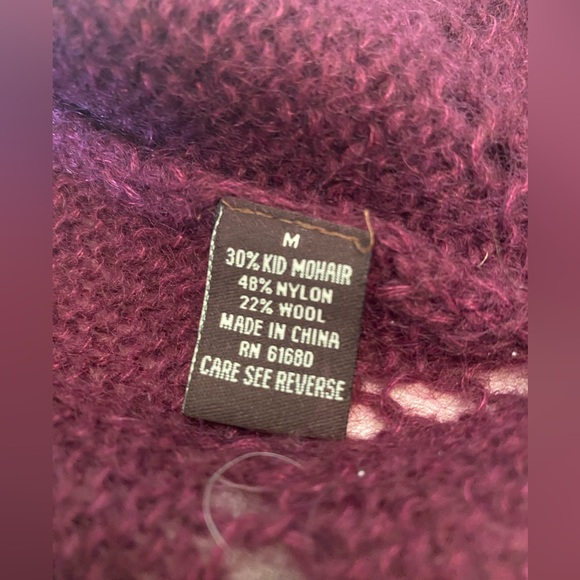 M
30% KID MOHAIR
48% NYLON
22% WOOL
MADE IN CHINA
RN 61680
CARE SEE REVERSE